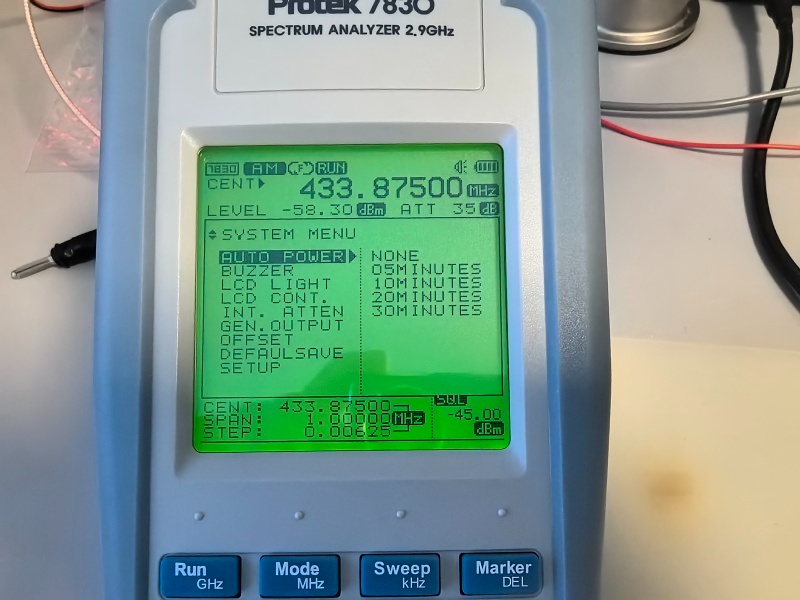 Protek 7830
SPECTRUM ANALYZER 2.9GHz
7830 AM RUN
CENT 433.87500 MHz
LEVEL -58.30 dBm ATT 35 dB
SYSTEM MENU
AUTO POWER NONE
BUZZER 05MINUTES
LCD LIGHT 10MINUTES
LCD CONT. 20MINUTES
INT. ATTEN 30MINUTES
GEN.OUTPUT
OFFSET
DEFAULSAVE
SETUP
CENT: 433.87500 SQL
SPAN: 1.00000 MHz -45.00
STEP: 0.00625 dBm
Run GHz
Mode MHz
Sweep kHz
Marker DEL